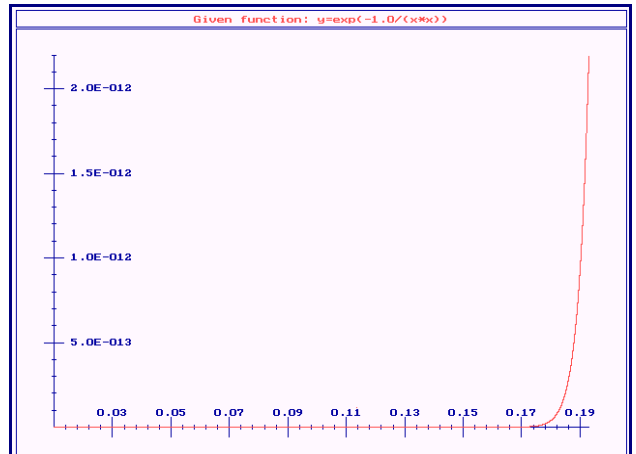 Given function: y=exp(-1.0/(x*x))
2.0E-012
1.5E-012
1.0E-012
5.0E-013
0.03 0.05 0.07 0.09 0.11 0.13 0.15 0.17 0.19